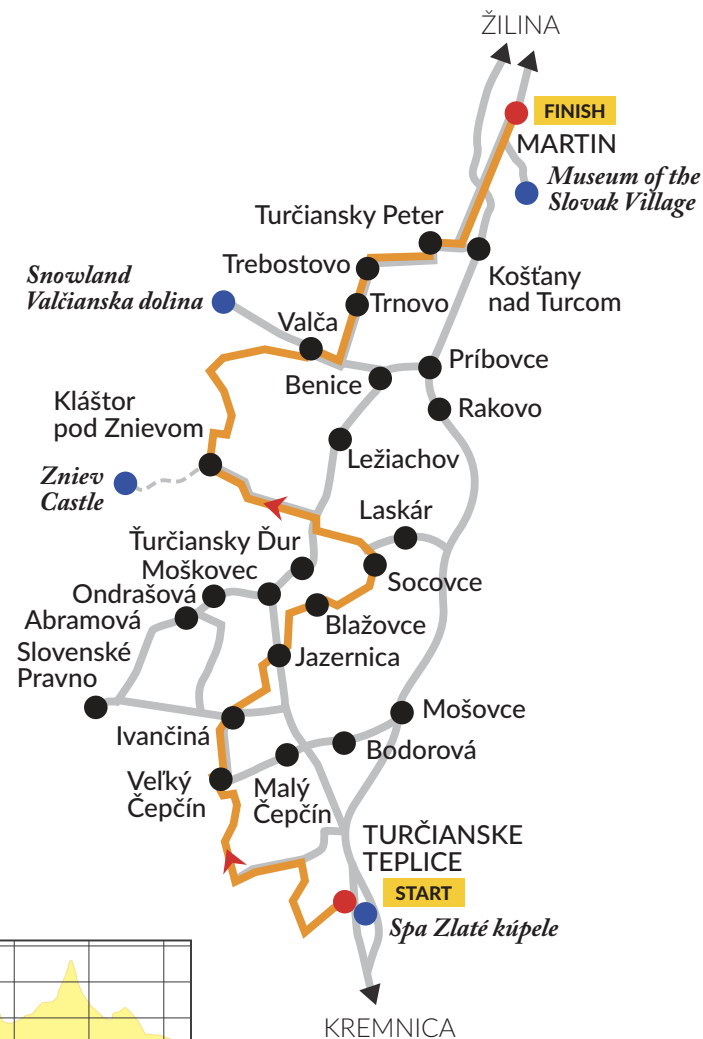 ŽILINA
FINISH
MARTIN
Museum of the
Slovak Village
Turčiansky Peter
Trebostovo
Košťany
nad Turcom
Snowland
Valčianska dolina
Trnovo
Valča
Príbovce
Benice
Rakovo
Kláštor
pod Znievom
Ležiachov
Zniev
Castle
Laskár
Ťurčiansky Ďur
Moškovec
Socovce
Ondrašová
Abramová
Blažovce
Slovenské
Pravno
Jazernica
Mošovce
Ivančiná
Bodorová
Veľký
Čepčín
Malý
Čepčín
TURČIANSKE
TEPLICE
START
Spa Zlaté kúpele
KREMNICA